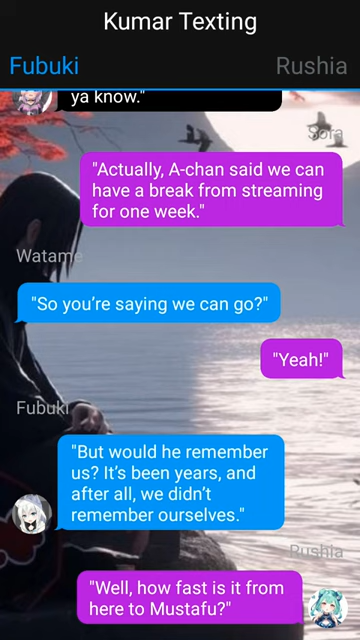 Kumar Texting
Fubuki
Rushia
ya know."
Sora
"Actually, A-chan said we can
have a break from streaming
for one week."
Watame
"So you’re saying we can go?"
"Yeah!"
Fubuki
"But would he remember
us? It’s been years, and
after all, we didn’t
remember ourselves."
Rushia
"Well, how fast is it from
here to Mustafu?"